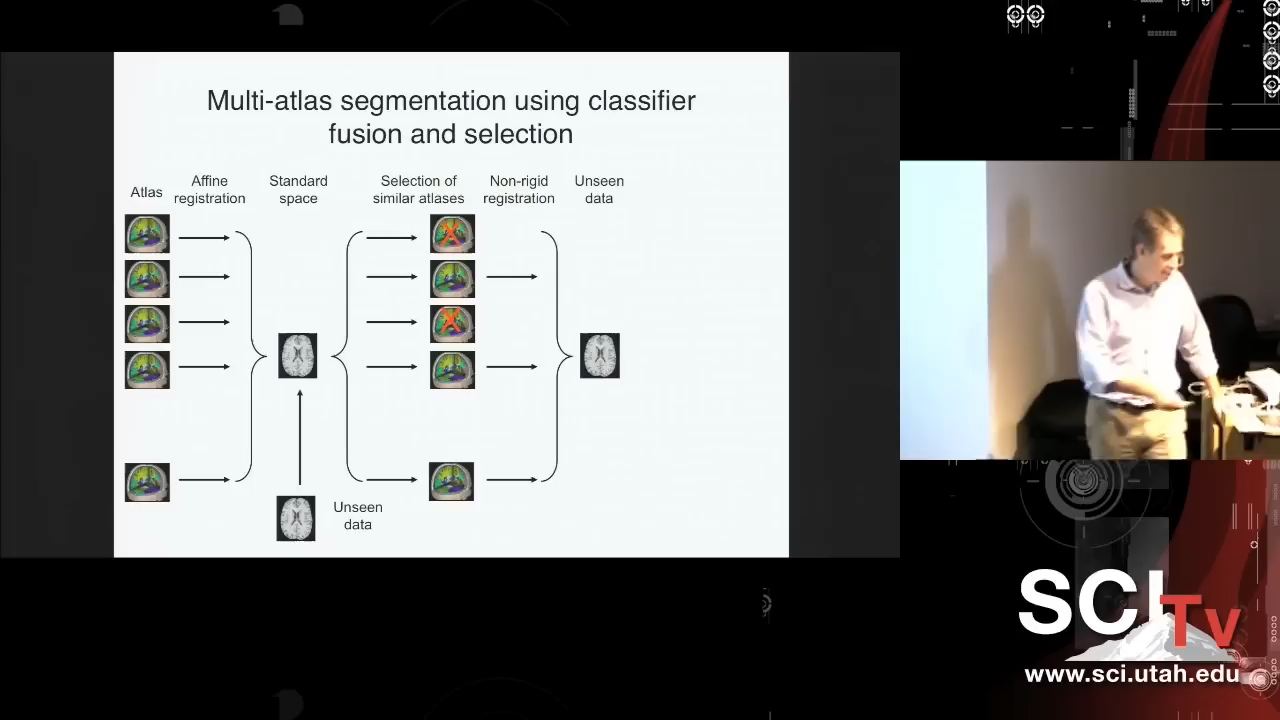 Multi-atlas segmentation using classifier
fusion and selection
Atlas
Affine
registration
Standard
space
Selection of
similar atlases
Non-rigid
registration
Unseen
data
X
X
Unseen
data
SCI
Tv
www.sci.utah.edu